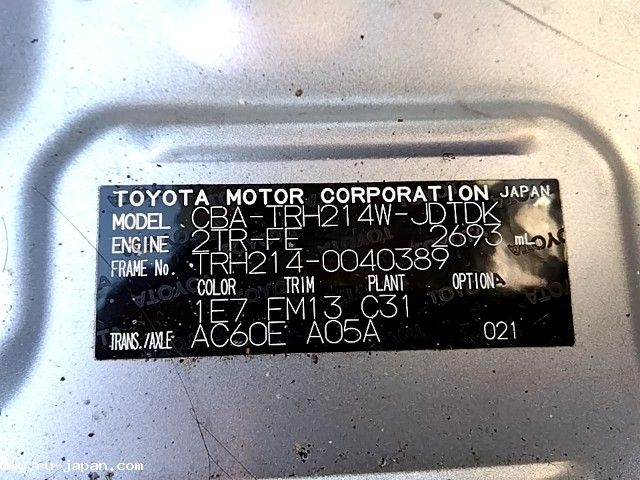 TOYOTA MOTOR CORPORATION JAPAN
MODEL CBA-TRH214W-JDTDK
ENGINE 2TR-FE 2693 mL
FRAME No. TRH214-0040389
COLOR TRIM PLANT OPTION
1E7 FM13 C31
TRANS./AXLE AC60E A05A 021
www.ru-japan.com